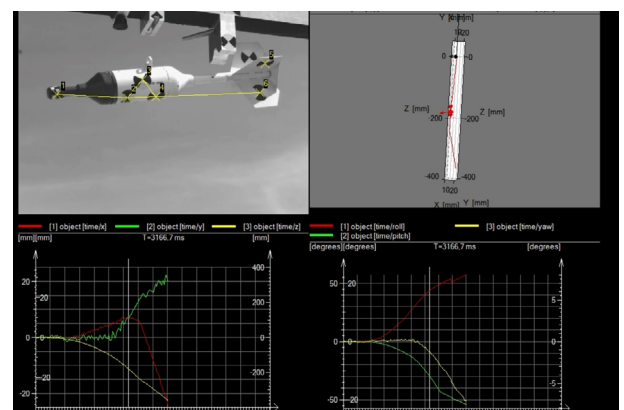 1
2
3
4
5
6
Y [mm]
1020
0
0
Z [mm]
Z [mm]
-200
-200
-400
-400
1020
X [mm]
Y [mm]
[1] object [time/x]
[2] object [time/y]
[3] object [time/z]
[mm][mm]
T=3166,7 ms
[mm]
20
20
0
0
-20
-20
400
200
0
-200
[1] object [time/roll]
[3] object [time/yaw]
[2] object [time/pitch]
[degrees][degrees]
T=3166,7 ms
[degrees]
50
20
0
0
-50
-20
5
0
-5